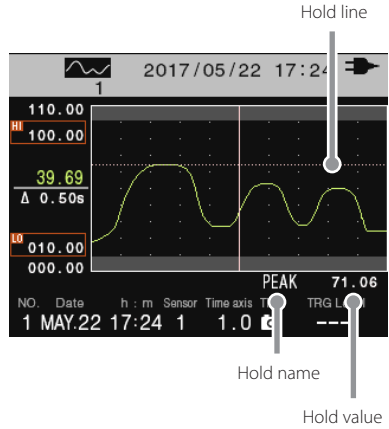 Hold line
2017/05/22 17:24
1
110.00
HI 100.00
39.69
Δ 0.50s
LO 010.00
000.00
PEAK 71.06
NO. Date h : m Sensor Time axis
1 MAY.22 17:24 1 1.0 ---
Hold name
Hold value